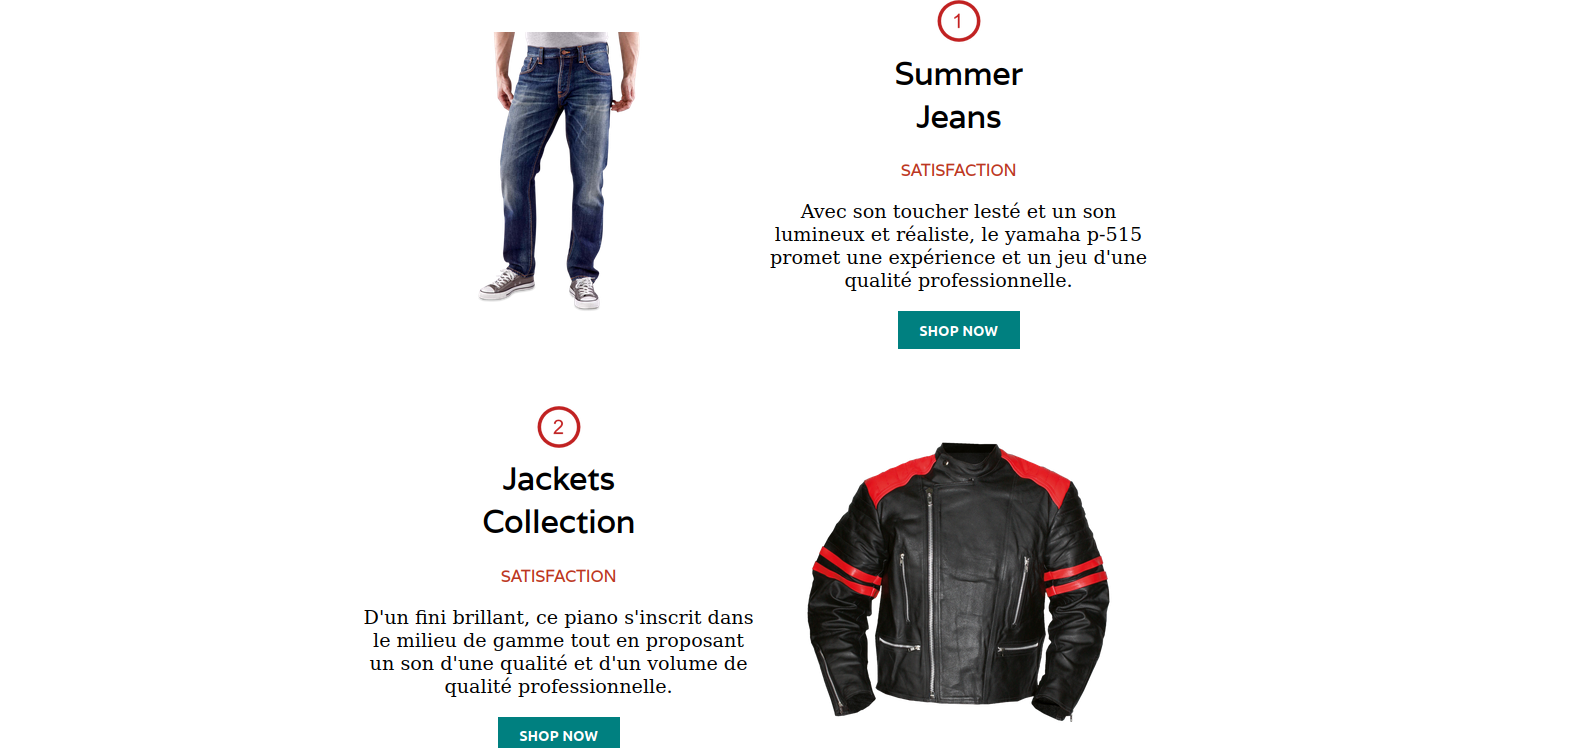 1
Summer
Jeans
SATISFACTION
Avec son toucher lesté et un son
lumineux et réaliste, le yamaha p-515
promet une expérience et un jeu d'une
qualité professionnelle.
SHOP NOW
2
Jackets
Collection
SATISFACTION
D'un fini brillant, ce piano s'inscrit dans
le milieu de gamme tout en proposant
un son d'une qualité et d'un volume de
qualité professionnelle.
SHOP NOW